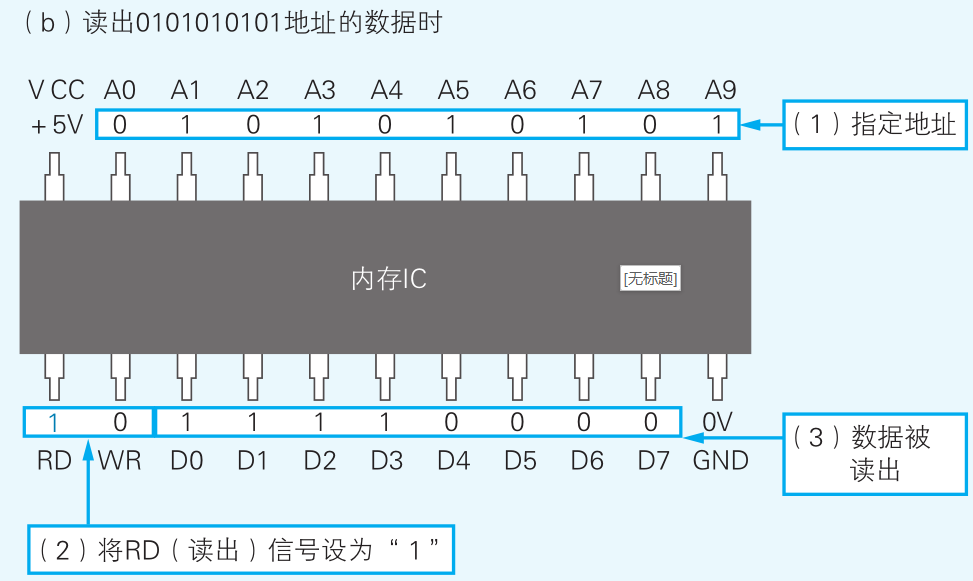 （b）读出0101010101地址的数据时
V CC A0 A1 A2 A3 A4 A5 A6 A7 A8 A9
+5V 0 1 0 1 0 1 0 1 0 1
（1）指定地址
内存IC
[无标题]
1 0 1 1 1 1 0 0 0 0 0V
RD WR D0 D1 D2 D3 D4 D5 D6 D7 GND
（3）数据被
读出
（2）将RD（读出）信号设为“1”